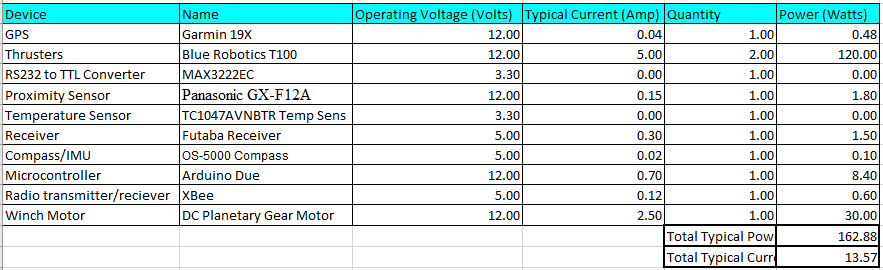 Device Name Operating Voltage (Volts) Typical Current (Amp) Quantity Power (Watts)
GPS Garmin 19X 12.00 0.04 1.00 0.48
Thrusters Blue Robotics T100 12.00 5.00 2.00 120.00
RS232 to TTL Converter MAX3222EC 3.30 0.00 1.00 0.00
Proximity Sensor Panasonic GX-F12A 12.00 0.15 1.00 1.80
Temperature Sensor TC1047AVNBTR Temp Sens 3.30 0.00 1.00 0.00
Receiver Futaba Receiver 5.00 0.30 1.00 1.50
Compass/IMU OS-5000 Compass 5.00 0.02 1.00 0.10
Microcontroller Arduino Due 12.00 0.70 1.00 8.40
Radio transmitter/reciever XBee 5.00 0.12 1.00 0.60
Winch Motor DC Planetary Gear Motor 12.00 2.50 1.00 30.00
Total Typical Pow 162.88
Total Typical Curr 13.57